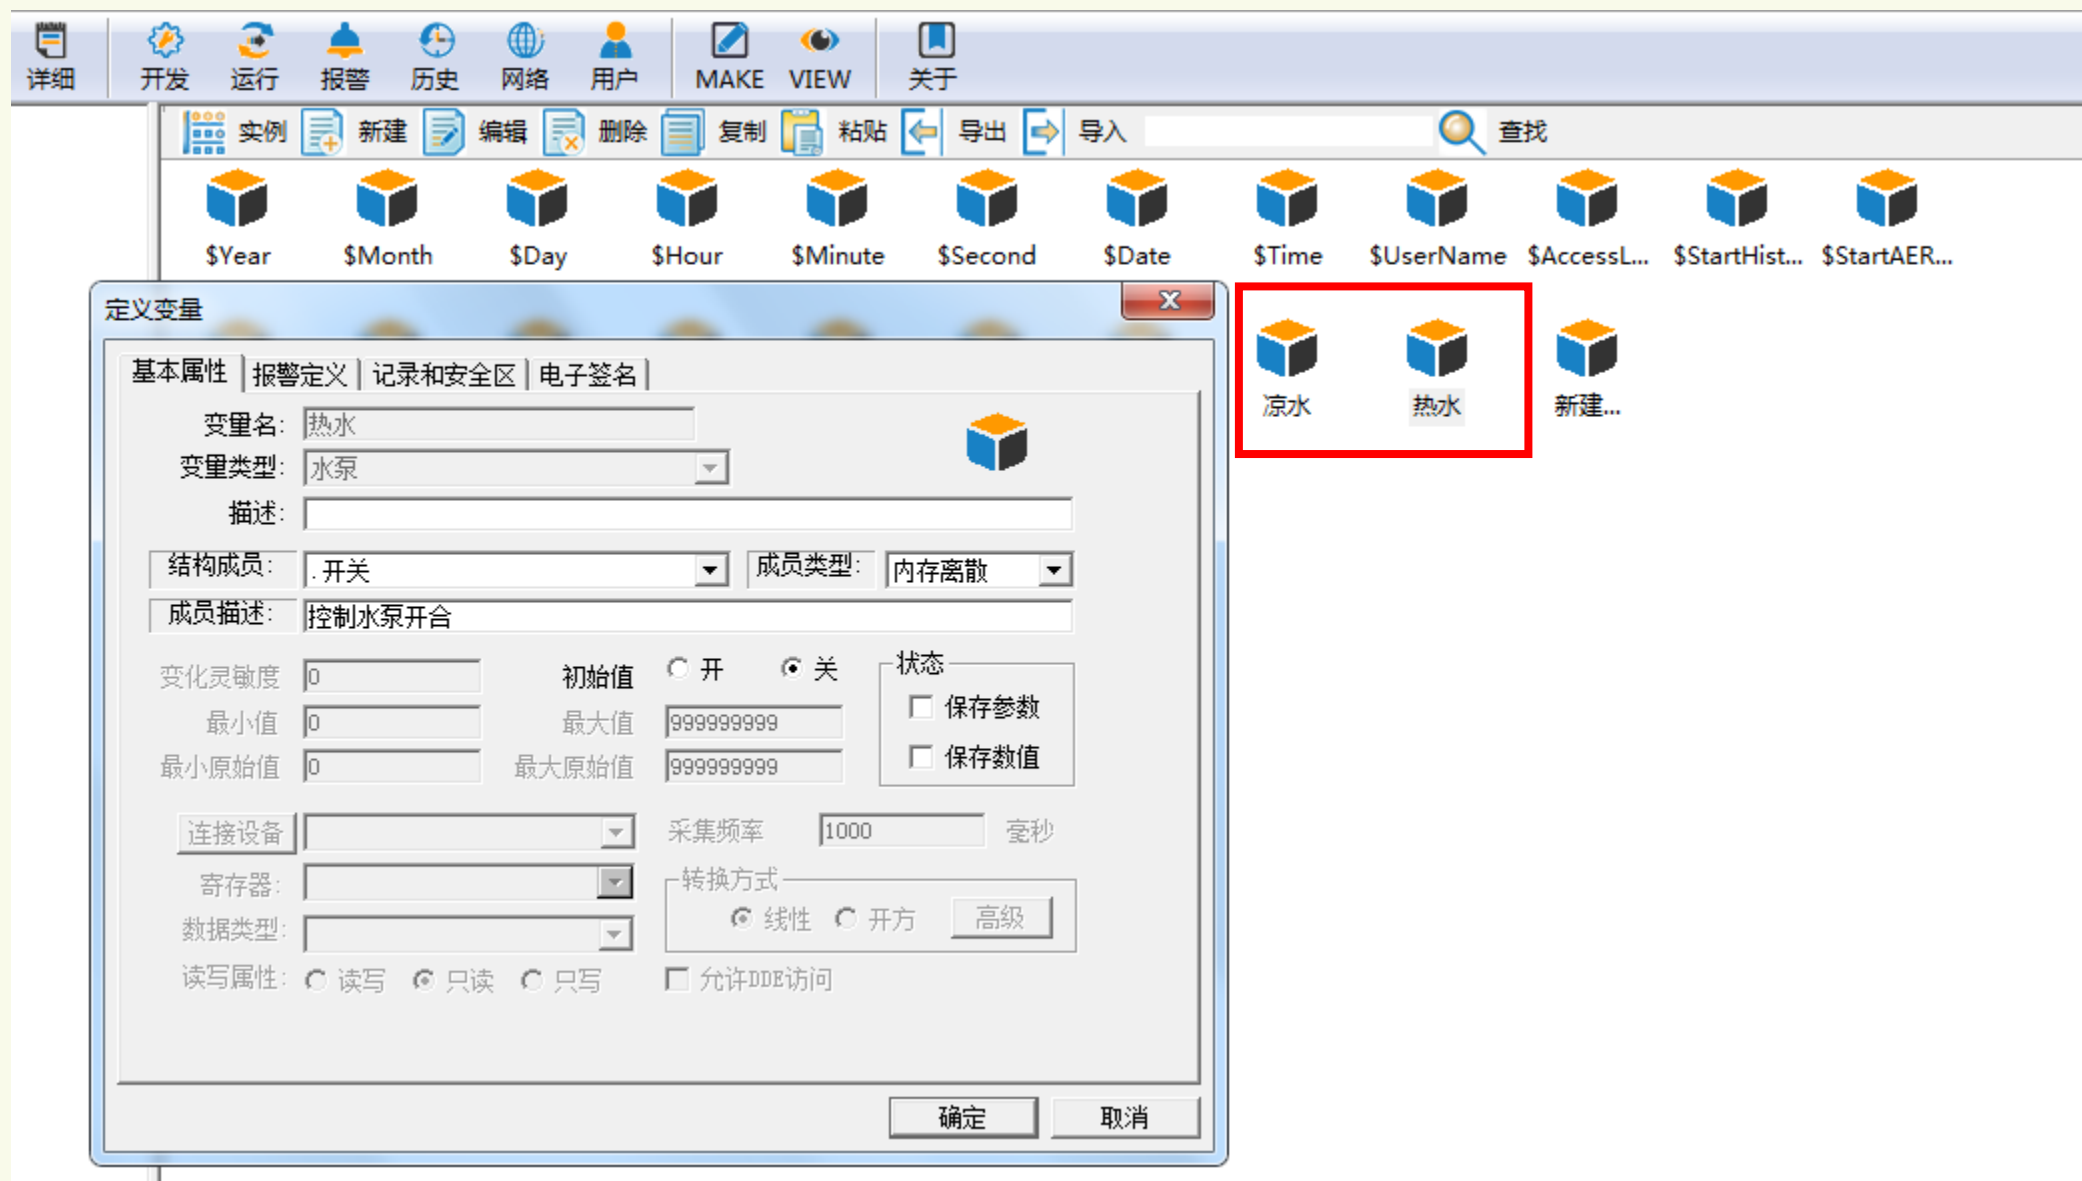 详细 开发 运行 报警 历史 网络 用户 MAKE VIEW 关于
实例 新建 编辑 删除 复制 粘贴 导出 导入 查找
$Year $Month $Day $Hour $Minute $Second $Date $Time $UserName $AccessL... $StartHist... $StartAER...
凉水 热水 新建...
定义变量
基本属性 报警定义 记录和安全区 电子签名
变量名: 热水
变量类型: 水泵
描述:
结构成员: .开关 成员类型: 内存离散
成员描述: 控制水泵开合
变化灵敏度 0 初始值 开 关 状态
保存参数
最小值 0 最大值 999999999
保存数值
最小原始值 0 最大原始值 999999999
连接设备 采集频率 1000 毫秒
寄存器: 转换方式
线性 开方 高级
数据类型:
读写属性: 读写 只读 只写 允许DDE访问
确定 取消